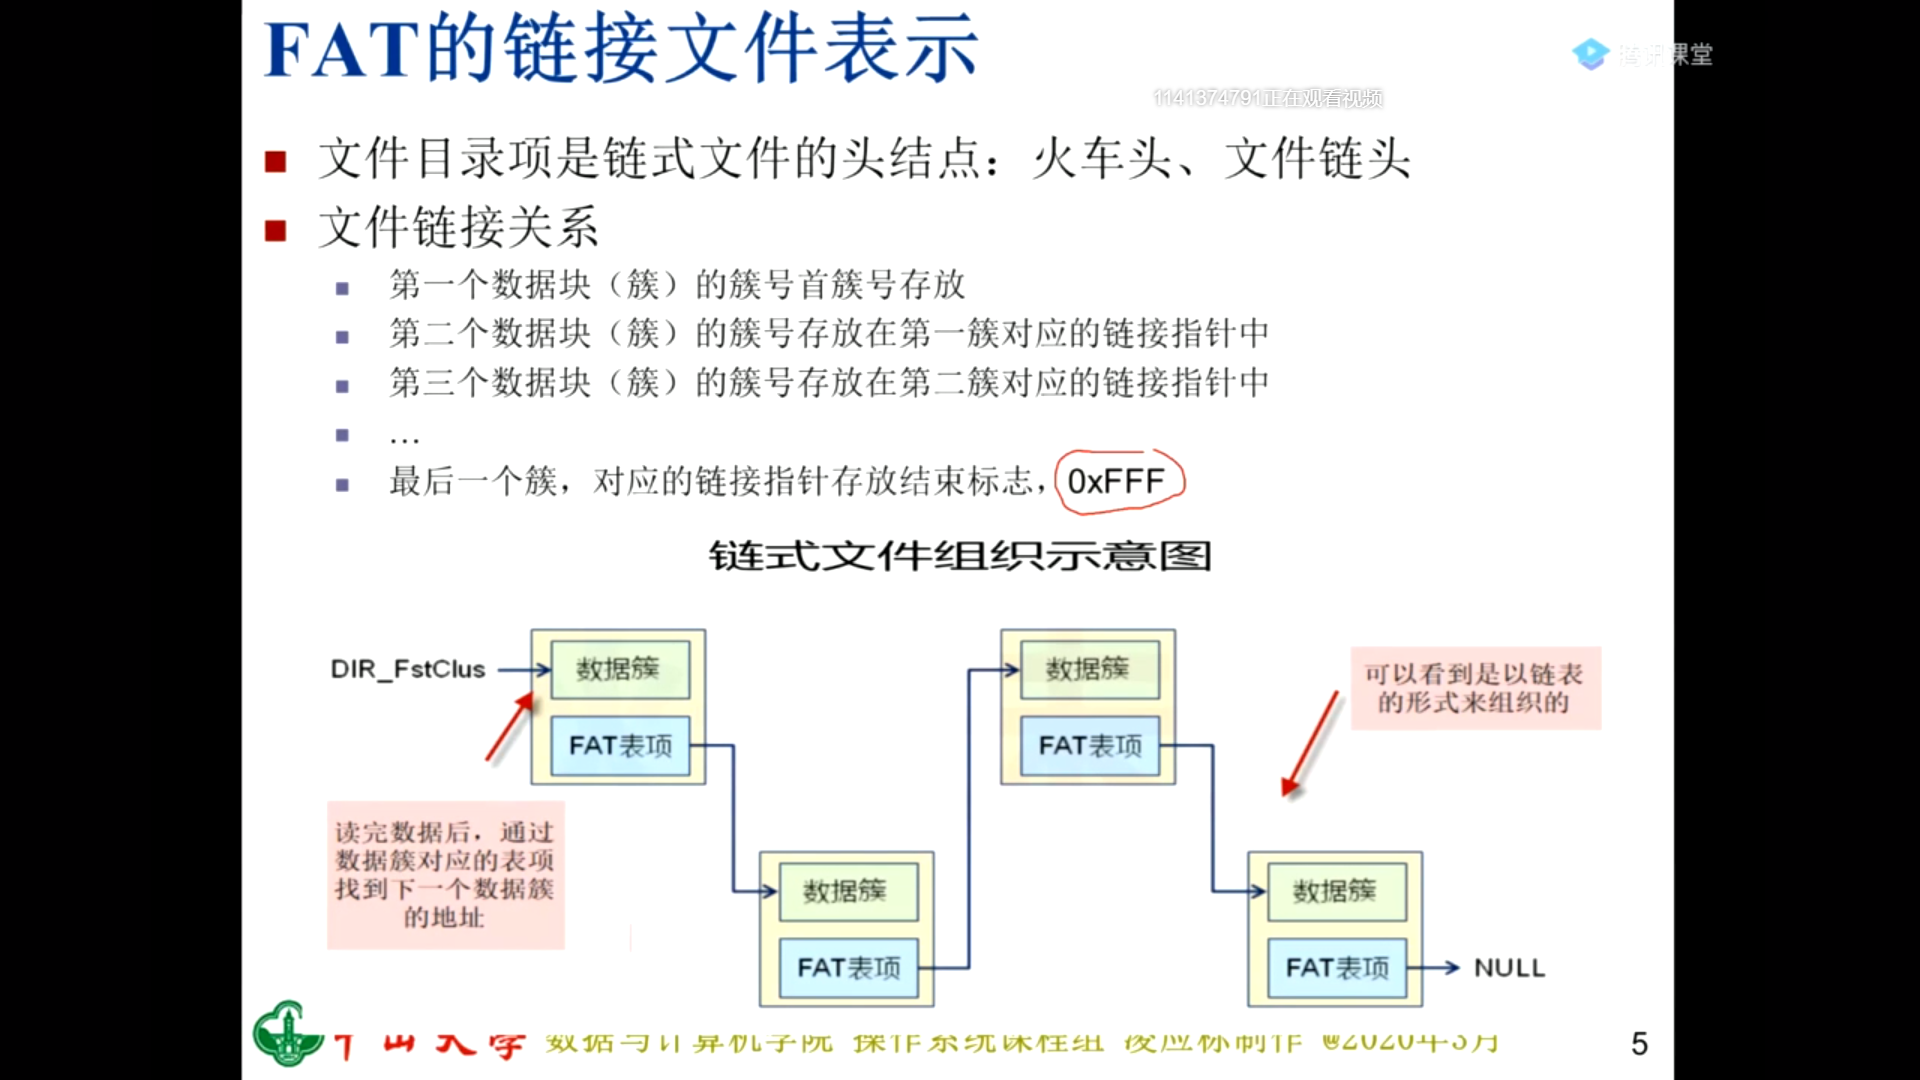 FAT的链接文件表示
腾讯课堂
1141374791正在观看视频
文件目录项是链式文件的头结点：火车头、文件链头
文件链接关系
第一个数据块（簇）的簇号首簇号存放
第二个数据块（簇）的簇号存放在第一簇对应的链接指针中
第三个数据块（簇）的簇号存放在第二簇对应的链接指针中
…
最后一个簇，对应的链接指针存放结束标志，0xFFF
链式文件组织示意图
DIR_FstClus
数据簇
FAT表项
数据簇
FAT表项
可以看到是以链表
的形式来组织的
读完数据后，通过
数据簇对应的表项
找到下一个数据簇
的地址
数据簇
FAT表项
数据簇
FAT表项
NULL
中山大学 数据与计算机学院 操作系统课程组 凌应标制作 @2020年3月
5